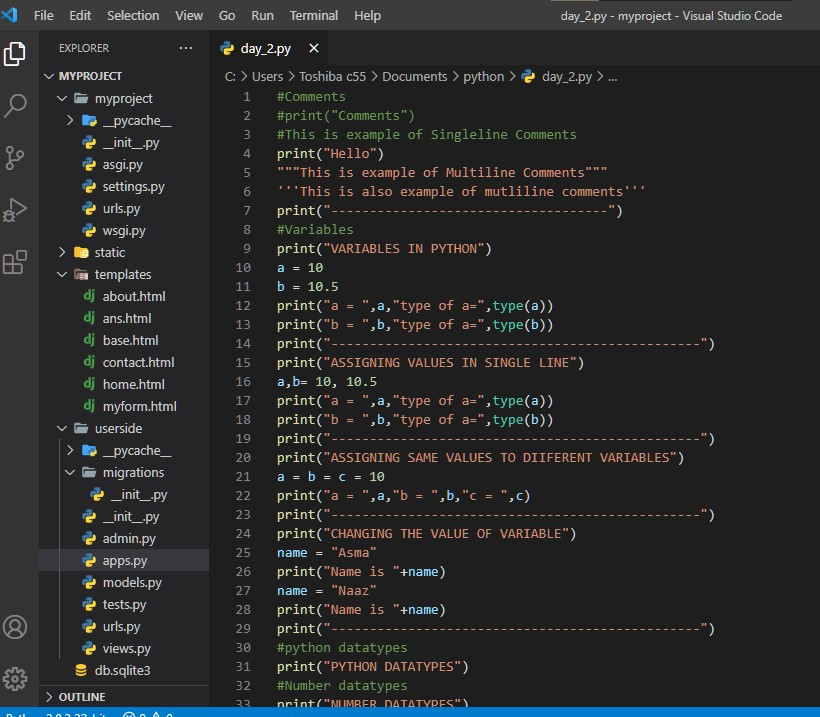 File Edit Selection View Go Run Terminal Help
day_2.py - myproject - Visual Studio Code
EXPLORER
MYPROJECT
myproject
__pycache__
__init__.py
asgi.py
settings.py
urls.py
wsgi.py
static
templates
about.html
ans.html
base.html
contact.html
home.html
myform.html
userside
__pycache__
migrations
__init__.py
__init__.py
admin.py
apps.py
models.py
tests.py
urls.py
views.py
db.sqlite3
OUTLINE
day_2.py
C: > Users > Toshiba c55 > Documents > python > day_2.py > ...
1 #Comments
2 #print("Comments")
3 #This is example of Singleline Comments
4 print("Hello")
5 """This is example of Multiline Comments"""
6 '''This is also example of mutliline comments'''
7 print("------------------------------------")
8 #Variables
9 print("VARIABLES IN PYTHON")
10 a = 10
11 b = 10.5
12 print("a = ",a,"type of a=",type(a))
13 print("b = ",b,"type of a=",type(b))
14 print("------------------------------------------------")
15 print("ASSIGNING VALUES IN SINGLE LINE")
16 a,b= 10, 10.5
17 print("a = ",a,"type of a=",type(a))
18 print("b = ",b,"type of a=",type(b))
19 print("------------------------------------------------")
20 print("ASSIGNING SAME VALUES TO DIIFERENT VARIABLES")
21 a = b = c = 10
22 print("a = ",a,"b = ",b,"c = ",c)
23 print("------------------------------------------------")
24 print("CHANGING THE VALUE OF VARIABLE")
25 name = "Asma"
26 print("Name is "+name)
27 name = "Naaz"
28 print("Name is "+name)
29 print("------------------------------------------------")
30 #python datatypes
31 print("PYTHON DATATYPES")
32 #Number datatypes
33 print("NUMBER DATATYPES")